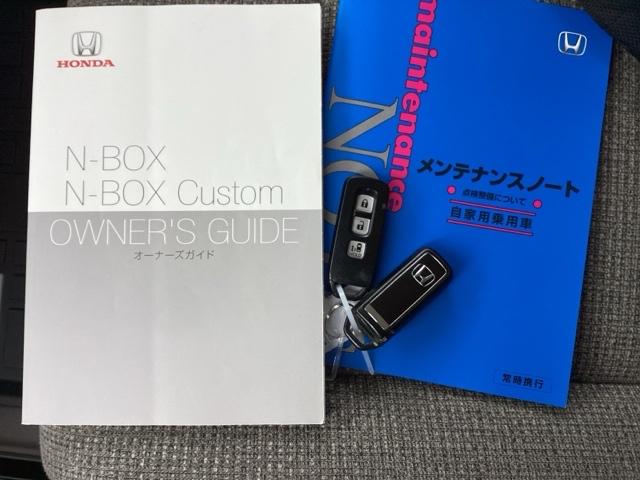 HONDA
N-BOX
N-BOX Custom
OWNER'S GUIDE
オーナーズガイド
maintenance
NO
メンテナンスノート
点検整備について
自家用乗用車
常時携行
HOLD